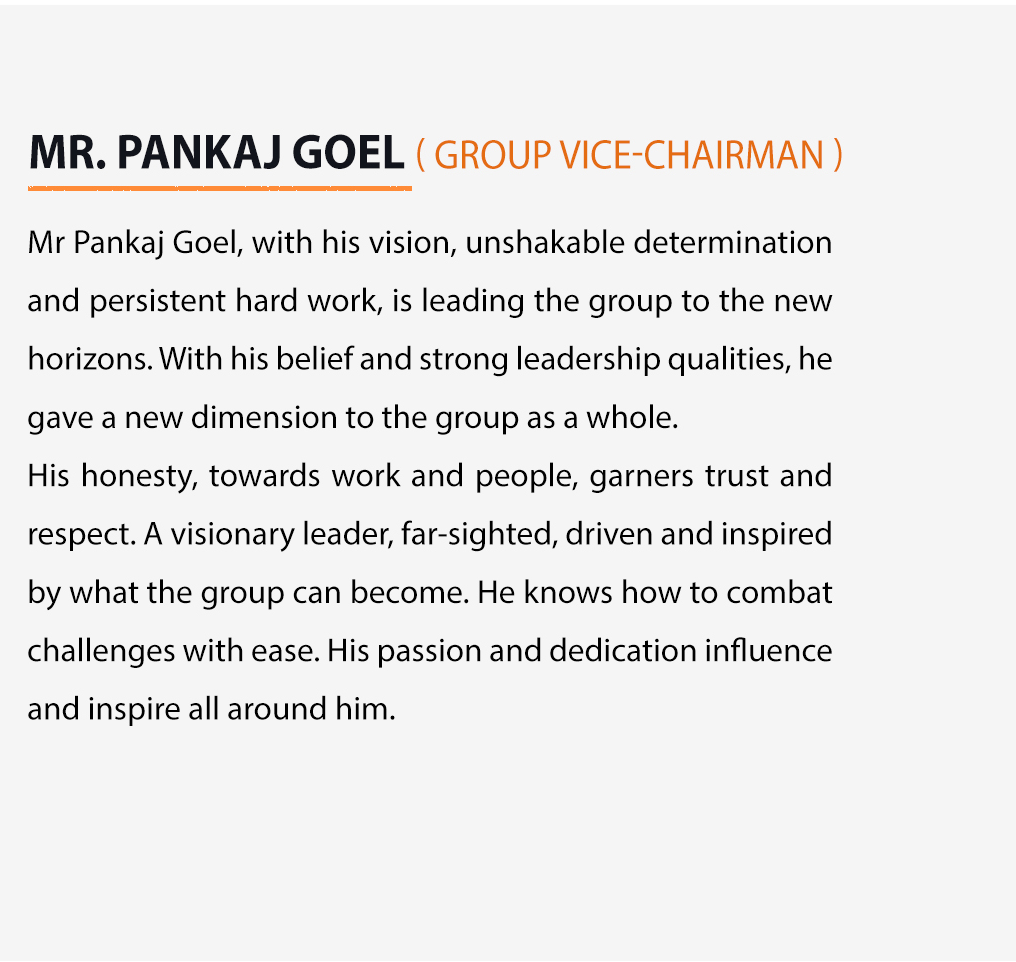 MR. PANKAJ GOEL ( GROUP VICE-CHAIRMAN )
Mr Pankaj Goel, with his vision, unshakable determination
and persistent hard work, is leading the group to the new
horizons. With his belief and strong leadership qualities, he
gave a new dimension to the group as a whole.
His honesty, towards work and people, garners trust and
respect. A visionary leader, far-sighted, driven and inspired
by what the group can become. He knows how to combat
challenges with ease. His passion and dedication influence
and inspire all around him.